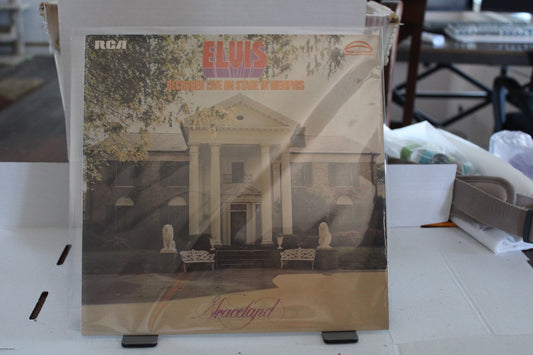 RCA
ELVIS
RECORDED LIVE ON STAGE IN MEMPHIS
Graceland